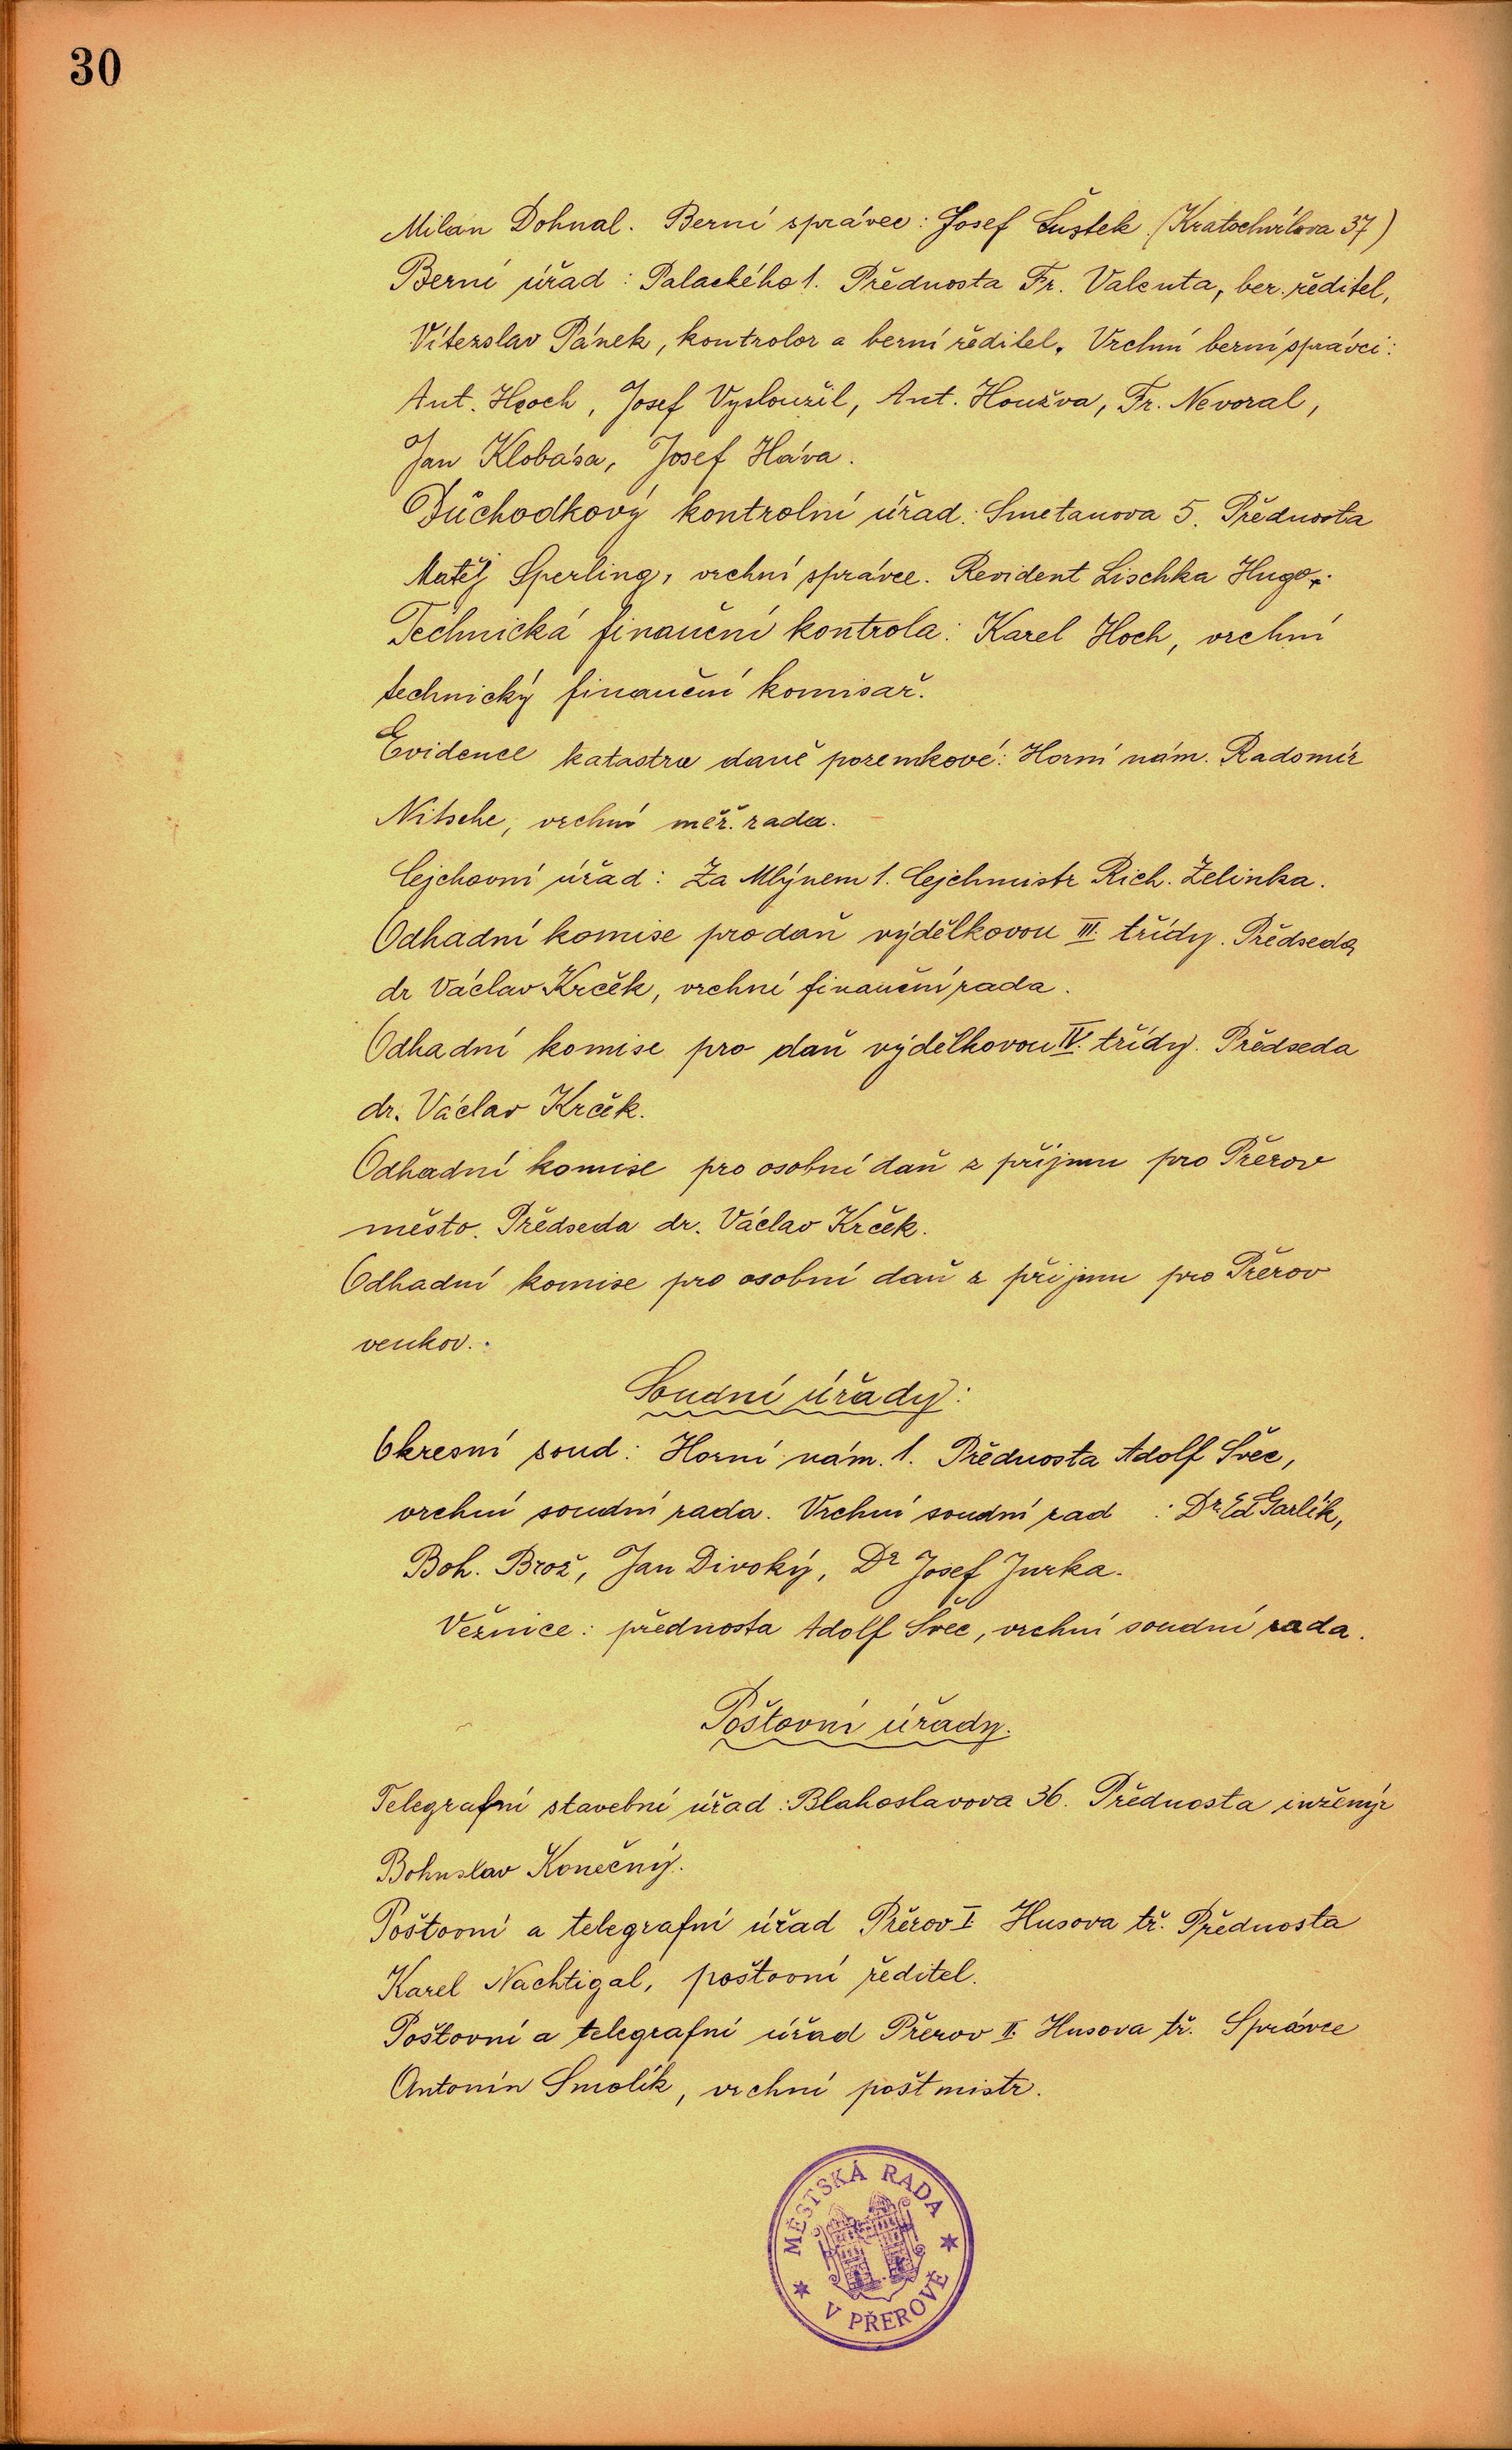 30
Milan Dohnal. Berní správce: Josef Šustek (Kratochvílova 37)
Berní úřad: Palackého 1. Přednosta Fr. Valenta, ber. ředitel,
Vítezslav Pánek, kontrolor a berní ředitel. Vrchní berní správci:
Ant. Hoch, Josef Vyslouzil, Ant. Houžva, Fr. Nevoral,
Jan Klobása, Josef Háva.
Důchodkový kontrolní úřad: Smetanova 5. Přednosta
Matěj Sperling, vrchní správce. Revident Lischka Hugo.
Technická finanční kontrola: Karel Hoch, vrchní
technický finanční komisař.
Evidence katastru daně pozemkové: Horní nám. Radomír
Nitsche, vrchní měř. rada.
Cejchovní úřad: Za Mlýnem 1. Cejchmistr Rich. Zelinka.
Odhadní komise pro daň výdělkovou III. třídy. Předseda
dr Václav Krček, vrchní finanční rada.
Odhadní komise pro daň výdělkovou IV. třídy. Předseda
dr. Václav Krček.
Odhadní komise pro osobní daň z příjmu pro Přerov
město. Předseda dr. Václav Krček.
Odhadní komise pro osobní daň z příjmu pro Přerov
venkov.
Soudní úřady:
Okresní soud: Horní nám. 1. Přednosta Adolf Švec,
vrchní soudní rada. Vrchní soudní rad : Dr Ed Garlík,
Boh. Brož, Jan Divoký, Dr Josef Jurka.
Věznice: přednosta Adolf Švec, vrchní soudní rada.
Poštovní úřady.
Telegrafní stavební úřad: Blahoslavova 36. Přednosta inženýr
Bohuslav Konečný.
Poštovní a telegrafní úřad Přerov I Husova tř. Přednosta
Karel Nachtigal, poštovní ředitel.
Poštovní a telegrafní úřad Přerov II. Husova tř. Správce
Antonín Smolík, vrchní poštmistr.
MĚSTSKÁ RADA
V PŘEROVĚ